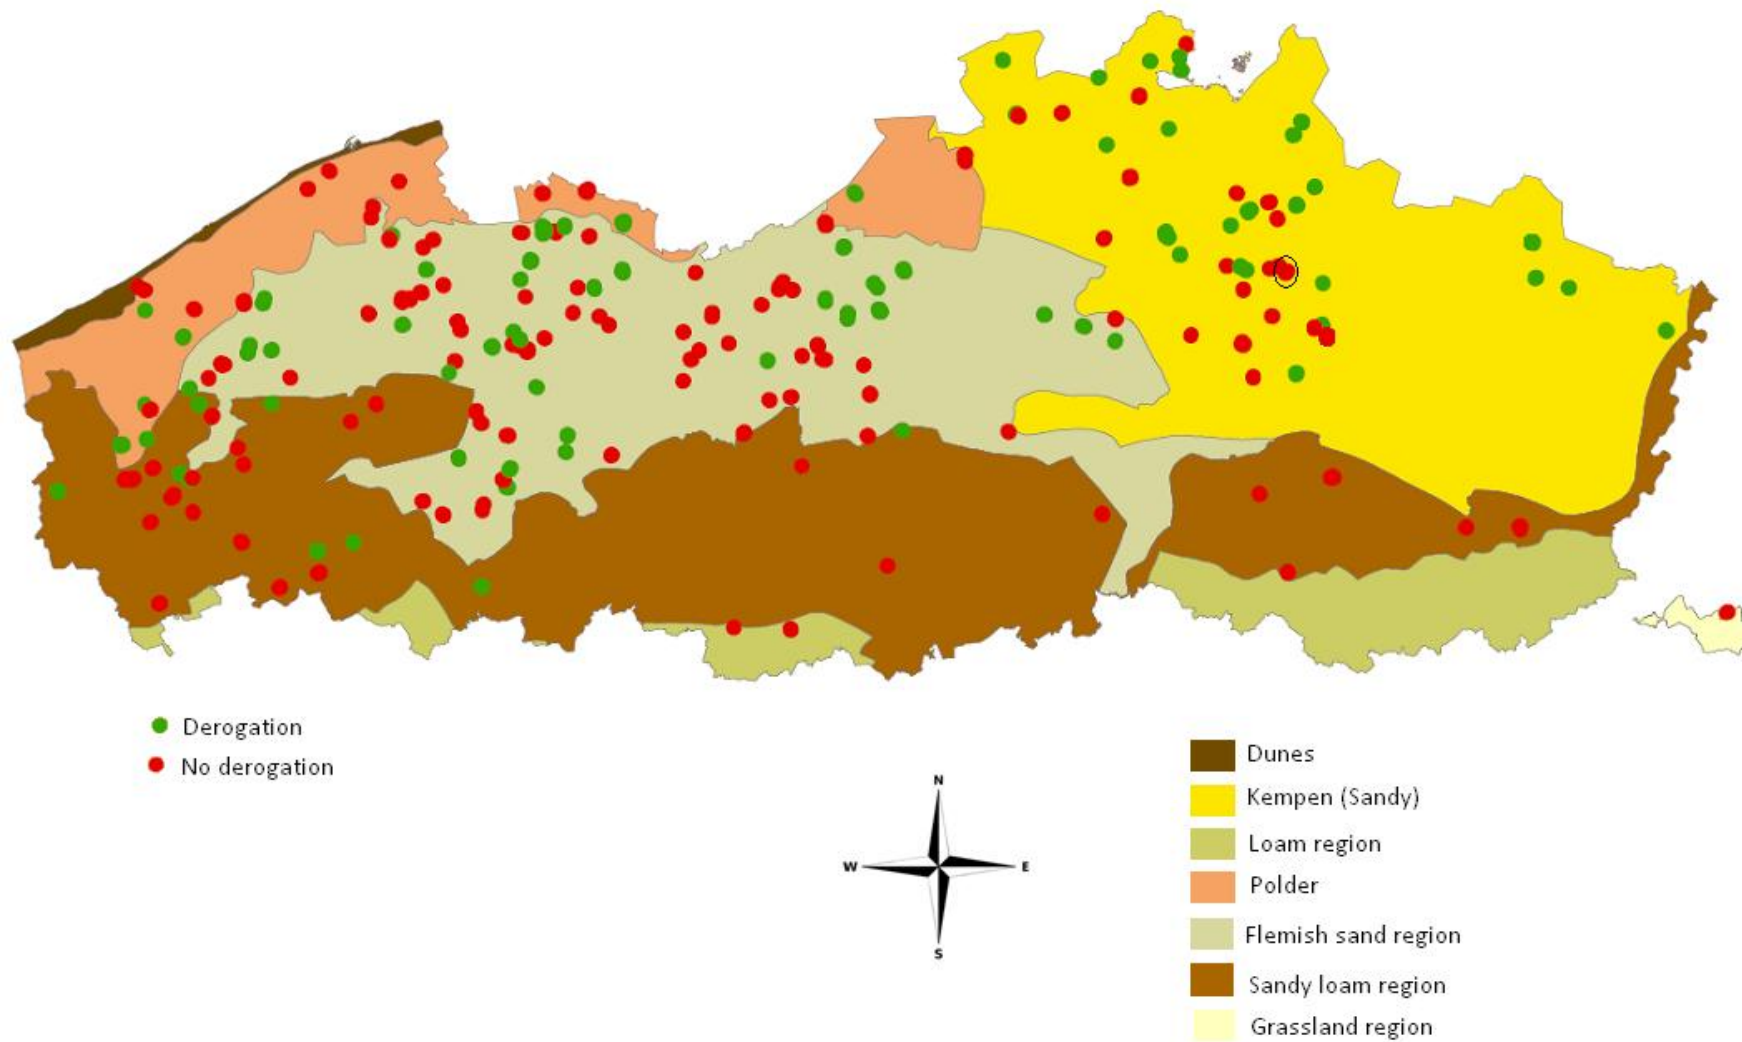 Derogation
No derogation
N
W
E
S
Dunes
Kempen (Sandy)
Loam region
Polder
Flemish sand region
Sandy loam region
Grassland region